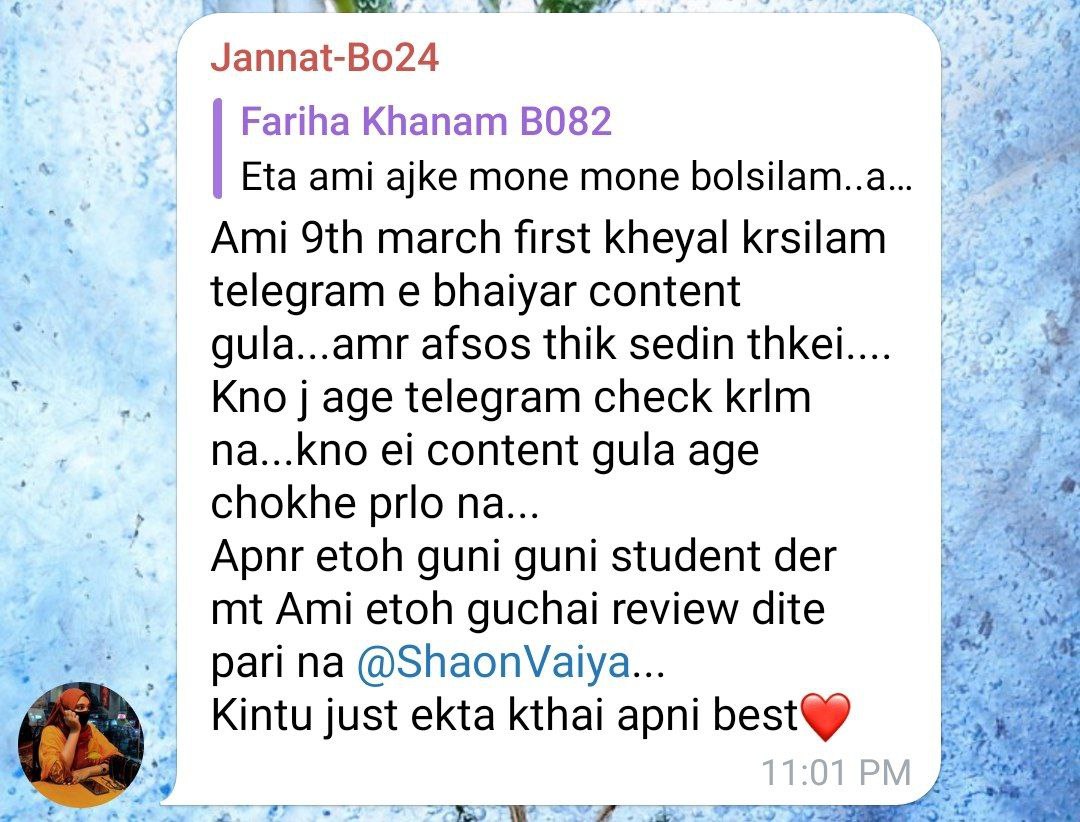 Jannat-Bo24
Fariha Khanam B082
Eta ami ajke mone mone bolsilam..a...
Ami 9th march first kheyal krsilam
telegram e bhaiyar content
gula...amr afsos thik sedin thkei....
Kno j age telegram check krlm
na...kno ei content gula age
chokhe prlo na...
Apnr etoh guni guni student der
mt Ami etoh guchai review dite
pari na @ShaonVaiya...
Kintu just ekta kthai apni best❤️
11:01 PM